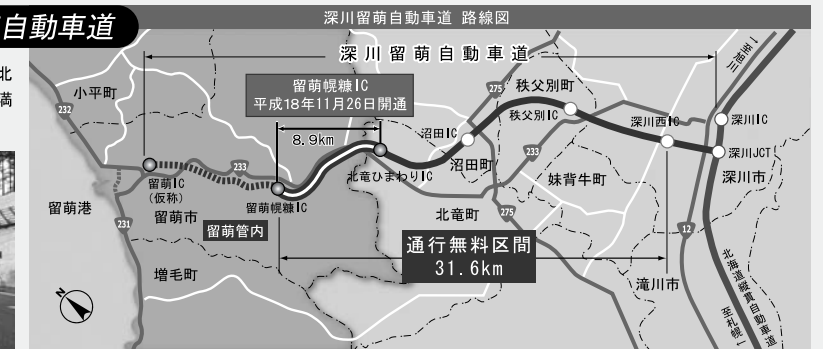 自動車道
北
満
深川留萌自動車道 路線図
深川留萌自動車道
至旭川
留萌幌糠IC
平成18年11月26日開通
8.9km
小平町
232
275
秩父別町
秩父別IC
深川西IC
深川IC
深川JCT
深川市
沼田IC
沼田町
233
233
北竜ひまわりIC
妹背牛町
留萌IC
(仮称)
留萌幌糠IC
留萌港
留萌市
留萌管内
231
北竜町
275
12
通行無料区間
31.6km
増毛町
滝川市
北海道縦貫自動車道
至札幌
N